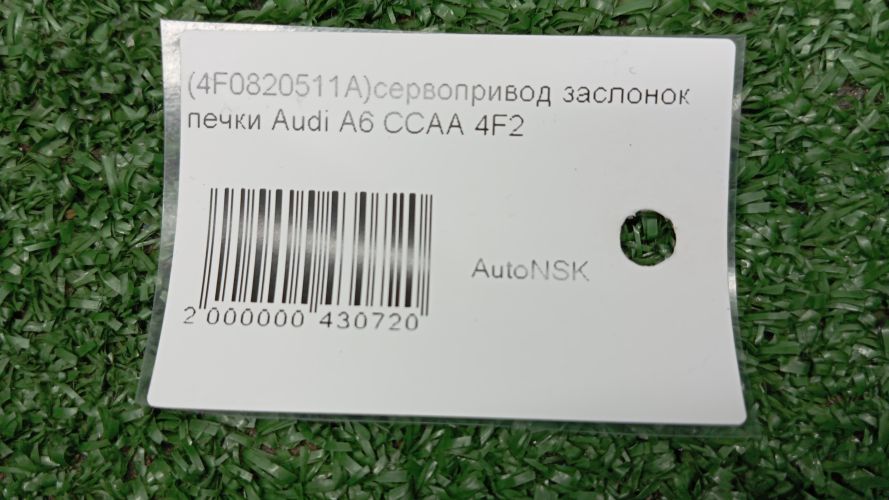 (4F0820511A)сервопривод заслонок
печки Audi A6 CCAA 4F2
AutoNSK
2 000000 430720